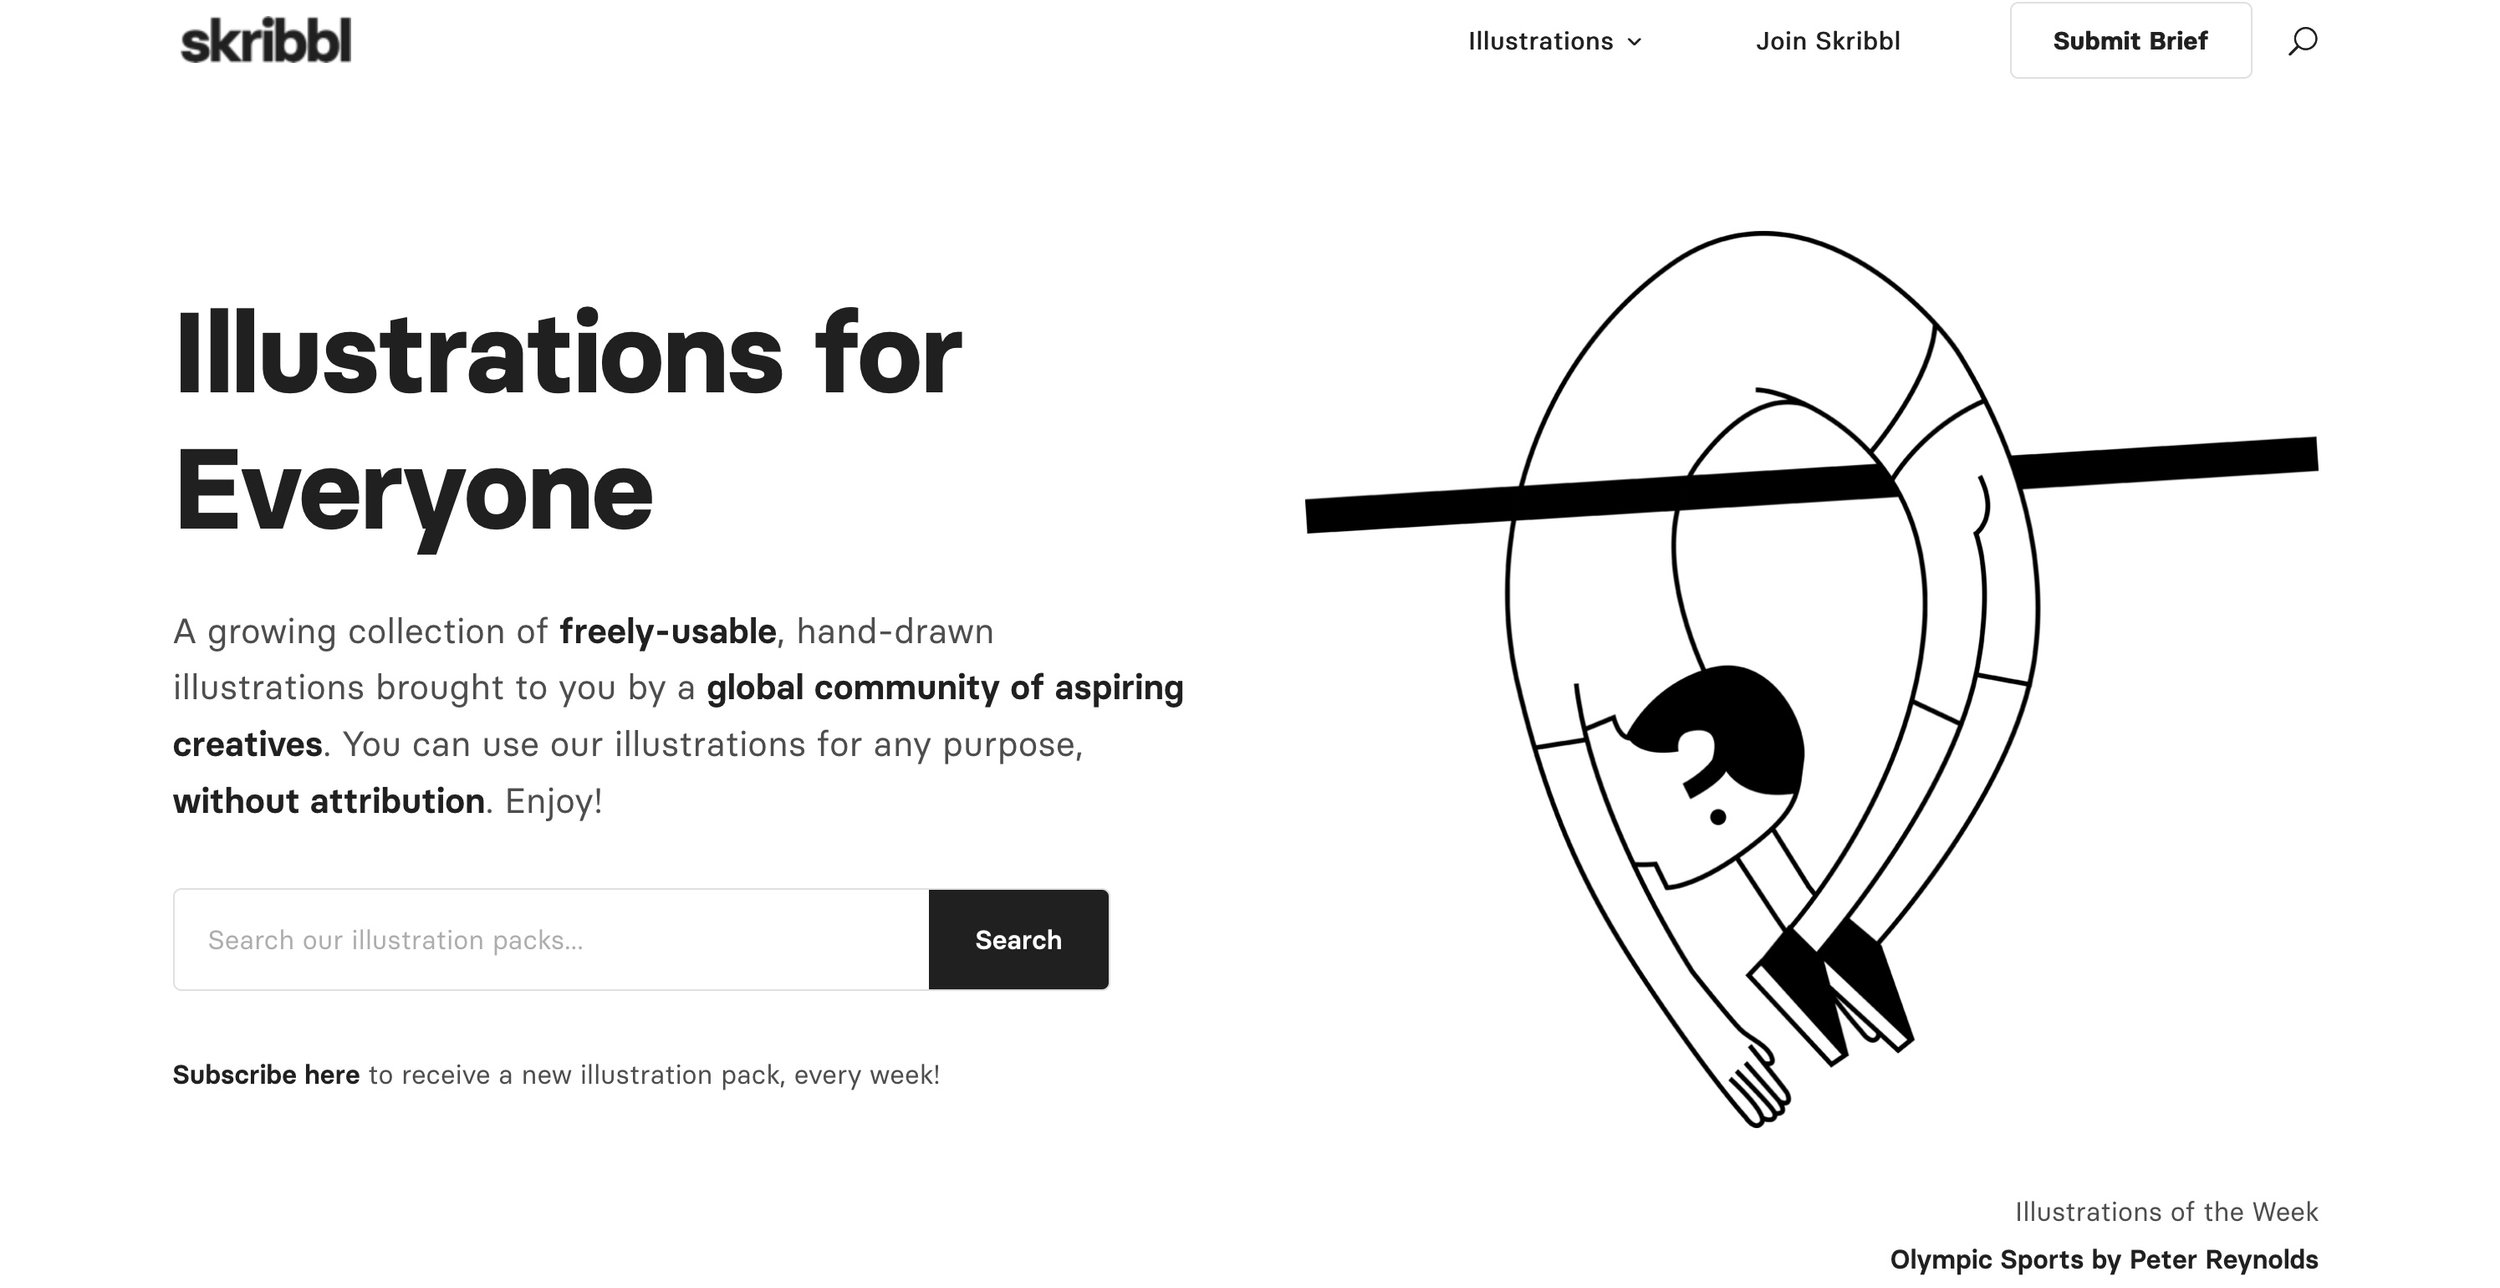 skribbl
Illustrations
Join Skribbl
Submit Brief
Illustrations for
Everyone
A growing collection of freely-usable, hand-drawn
illustrations brought to you by a global community of aspiring
creatives. You can use our illustrations for any purpose,
without attribution. Enjoy!
Search our illustration packs...
Search
Subscribe here to receive a new illustration pack, every week!
Illustrations of the Week
Olympic Sports by Peter Reynolds